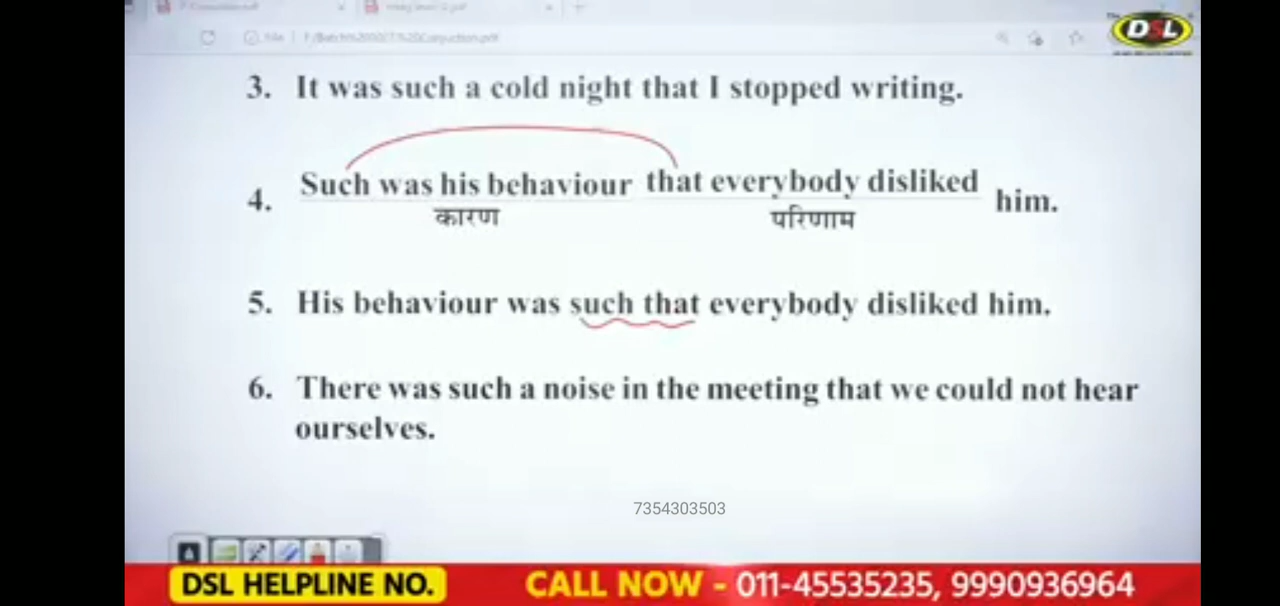 DSL
3. It was such a cold night that I stopped writing.
4. Such was his behaviour that everybody disliked him.
कारण परिणाम
5. His behaviour was such that everybody disliked him.
6. There was such a noise in the meeting that we could not hear
ourselves.
7354303503
DSL HELPLINE NO. CALL NOW - 011-45535235, 9990936964